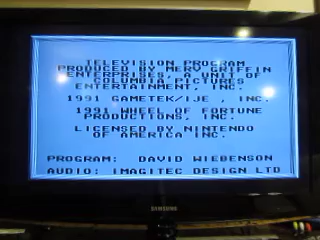 TELEVISION PROGRAM
PRODUCED BY MERV GRIFFIN
ENTERPRISES, A UNIT OF
COLUMBIA PICTURES
ENTERTAINMENT, INC.
1991 GAMETEK/IJE , INC.
1991 WHEEL OF FORTUNE
PRODUCTIONS, INC.
LICENSED BY NINTENDO
OF AMERICA INC.
PROGRAM: DAVID WIEBENSON
AUDIO: IMAGITEC DESIGN LTD
SAMSUNG